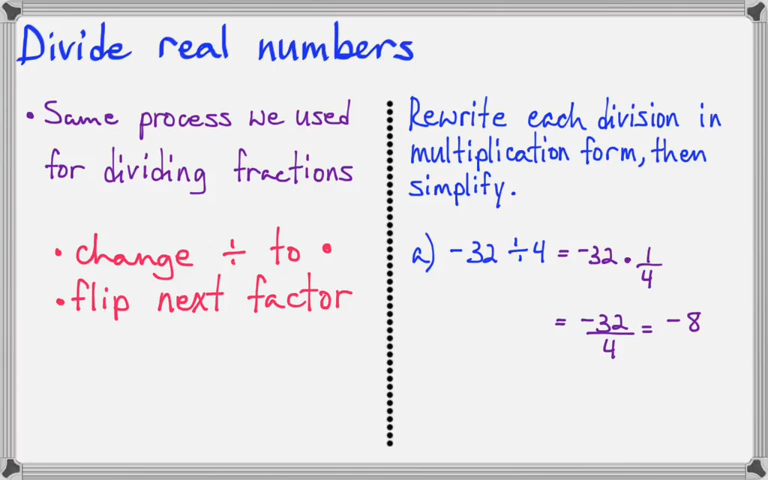 Divide real numbers
• Same process we used
for dividing fractions
• change ÷ to •
• flip next factor
Rewrite each division in
multiplication form, then
simplify.
a) -32 ÷ 4 = -32 • 1/4
= -32/4 = -8